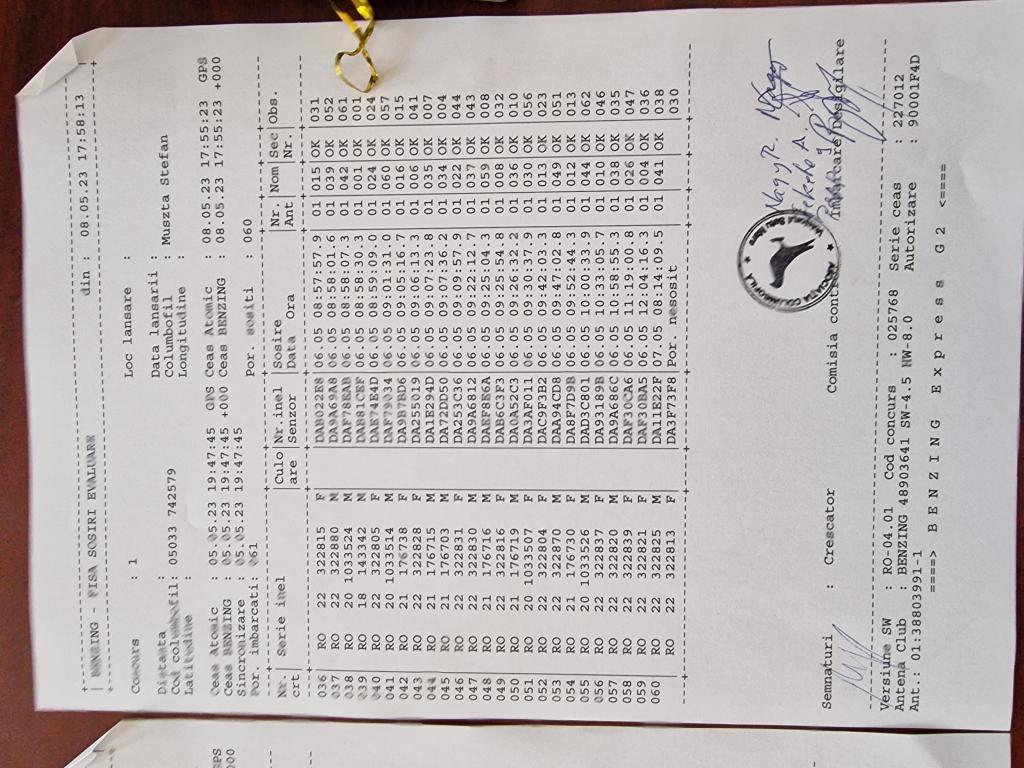 BENZING - FISA SOSIRI EVALUARE din : 08.05.23 17:58:13
Concurs : 1 Loc lansare :
Distanta : Data lansarii :
Cod columbofil: 05033 742579 Columbofil : Muszta Stefan
Latitudine : Longitudine :
Ceas Atomic : 05.05.23 19:47:45 GPS Ceas Atomic : 08.05.23 17:55:23 GPS
Ceas BENZING : 05.05.23 19:47:45 +000 Ceas BENZING : 08.05.23 17:55:23 +000
Sincronizare : 05.05.23 19:47:45
Por. imbarcati: 061 Por. sositi : 060
Nr. | Serie inel | Culo | Nr.inel | Sosire | Nr. | Nom | Sec | Obs.
crt | are | Senzor | Data Ora | Ant | Nr.
036 RO 22 322815 F DAB022E8 06.05 08:57:57.9 01 015 OK 031
037 RO 22 322880 M DA9A69A8 06.05 08:58:01.6 01 039 OK 052
038 RO 20 1033524 M DAF78EAB 06.05 08:58:07.3 01 042 OK 061
039 RO 18 143342 M DAB81CEF 06.05 08:58:30.1 01 001 OK 001
040 RO 22 322805 F DAE74E4D 06.05 08:59:09.0 01 024 OK 024
041 RO 20 1033514 M DAF79034 06.05 09:01:31.0 01 060 OK 057
042 RO 21 176738 F DA9B7BD6 06.05 09:05:16.7 01 016 OK 015
043 RO 22 322828 F DA255019 06.05 09:06:13.9 01 006 OK 041
044 RO 21 176715 M DA1E294D 06.05 09:07:23.8 01 035 OK 007
045 RO 21 176703 M DA72DD50 06.05 09:07:36.2 01 034 OK 004
046 RO 22 322831 F DA253C36 06.05 09:09:57.9 01 022 OK 044
047 RO 22 322830 M DA9A6812 06.05 09:22:12.7 01 037 OK 043
048 RO 21 176716 M DAEF8E6A 06.05 09:25:04.3 01 059 OK 008
049 RO 22 322816 F DAB6C3F3 06.05 09:25:54.8 01 008 OK 032
050 RO 21 176719 M DA0A52C3 06.05 09:26:32.2 01 036 OK 010
051 RO 20 1033507 M DA3AF011 06.05 09:30:37.9 01 030 OK 056
052 RO 22 322804 F DAC9F3B2 06.05 09:42:03.3 01 013 OK 023
053 RO 22 322870 F DAA94CD8 06.05 09:47:02.8 01 049 OK 051
054 RO 21 176730 F DA8F7D9B 06.05 09:52:44.3 01 012 OK 013
055 RO 20 1033526 M DAD3C801 06.05 10:00:33.9 01 044 OK 062
056 RO 22 322837 F DA93189B 06.05 10:33:05.7 01 010 OK 046
057 RO 22 322820 M DA9A686C 06.05 10:58:55.3 01 038 OK 035
058 RO 22 322839 F DAF30CA6 06.05 11:19:00.8 01 026 OK 047
059 RO 22 322821 F DAF30BA5 06.05 12:04:16.3 01 004 OK 036
060 RO 22 322825 M DA11E22F 07.05 08:14:09.5 01 041 OK 038
RO 22 322813 F DA3F73F8 Por. nesosit 030
Nagy R.
Fekete A.
ASOCIATIA COLUMBOFILA
Semnaturi : Crescator Comisia control Desigilare
Versiune SW : RO-04.01 Cod concurs : 025768 Serie ceas : 227012
Antena Club : BENZING 48903641 SW-4.5 HW-8.0 Autorizare : 90001F4D
Ant.: 01:38803991-1
====> B E N Z I N G E x p r e s s G 2 <====
GPS
000